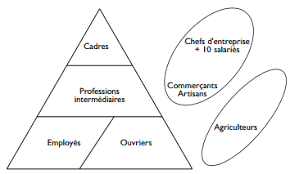 Cadres
Professions
intermédiaires
Employés
Ouvriers
Chefs d'entreprise
+ 10 salariés
Commerçants
Artisans
Agriculteurs